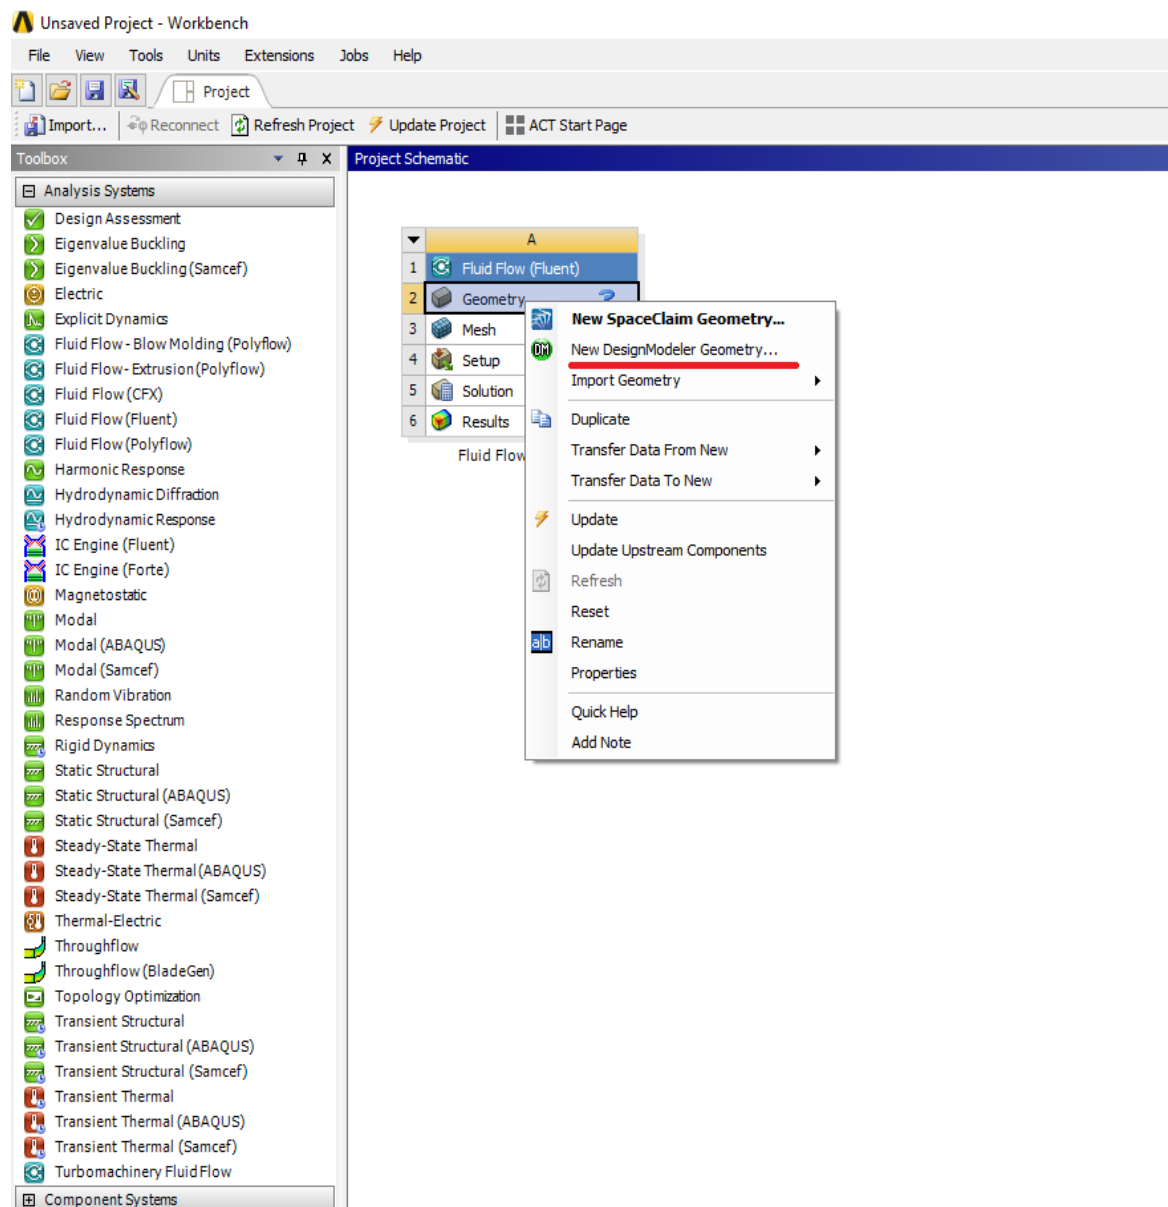 Unsaved Project - Workbench
File View Tools Units Extensions Jobs Help
Project
Import... Reconnect Refresh Project Update Project ACT Start Page
Toolbox
Project Schematic
Analysis Systems
Design Assessment
Eigenvalue Buckling
Eigenvalue Buckling (Samcef)
Electric
Explicit Dynamics
Fluid Flow - Blow Molding (Polyflow)
Fluid Flow - Extrusion (Polyflow)
Fluid Flow (CFX)
Fluid Flow (Fluent)
Fluid Flow (Polyflow)
Harmonic Response
Hydrodynamic Diffraction
Hydrodynamic Response
IC Engine (Fluent)
IC Engine (Forte)
Magnetostatic
Modal
Modal (ABAQUS)
Modal (Samcef)
Random Vibration
Response Spectrum
Rigid Dynamics
Static Structural
Static Structural (ABAQUS)
Static Structural (Samcef)
Steady-State Thermal
Steady-State Thermal (ABAQUS)
Steady-State Thermal (Samcef)
Thermal-Electric
Throughflow
Throughflow (BladeGen)
Topology Optimization
Transient Structural
Transient Structural (ABAQUS)
Transient Structural (Samcef)
Transient Thermal
Transient Thermal (ABAQUS)
Transient Thermal (Samcef)
Turbomachinery Fluid Flow
Component Systems
A
1 Fluid Flow (Fluent)
2 Geometry ?
3 Mesh
4 Setup
5 Solution
6 Results
Fluid Flow
New SpaceClaim Geometry...
DM New DesignModeler Geometry...
Import Geometry
Duplicate
Transfer Data From New
Transfer Data To New
Update
Update Upstream Components
Refresh
Reset
a|b Rename
Properties
Quick Help
Add Note